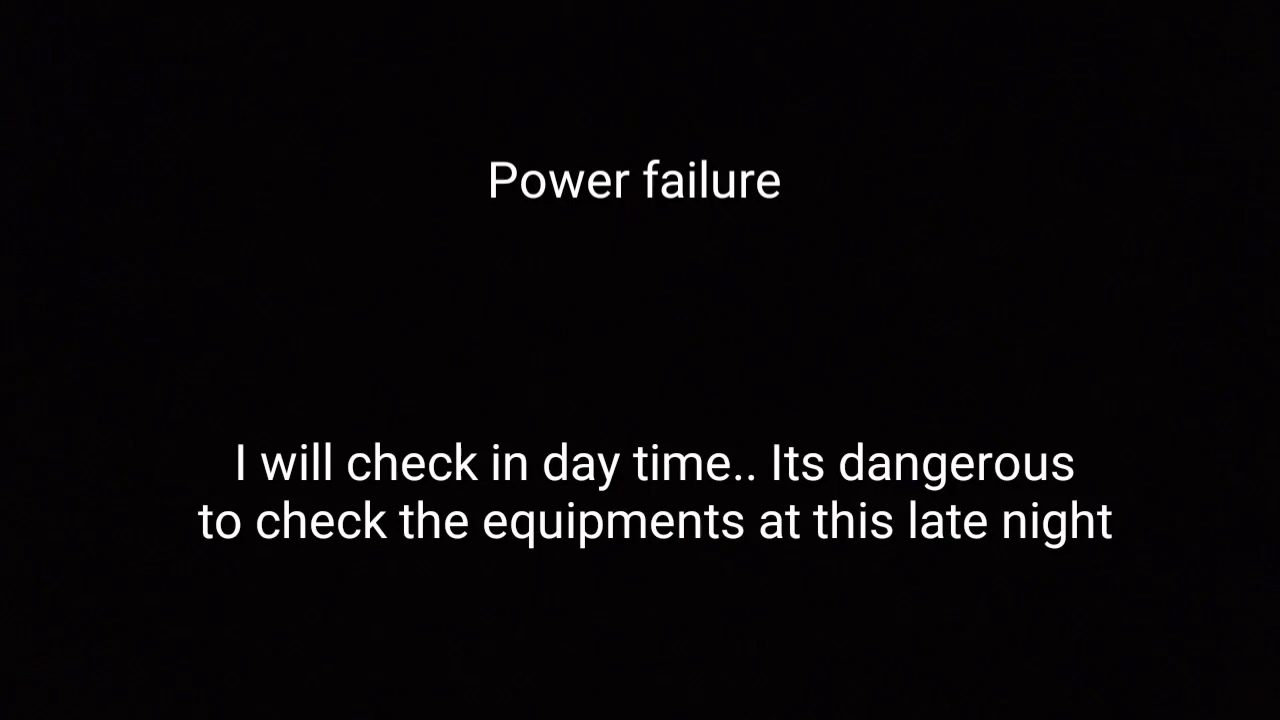 Power failure
I will check in day time.. Its dangerous
to check the equipments at this late night